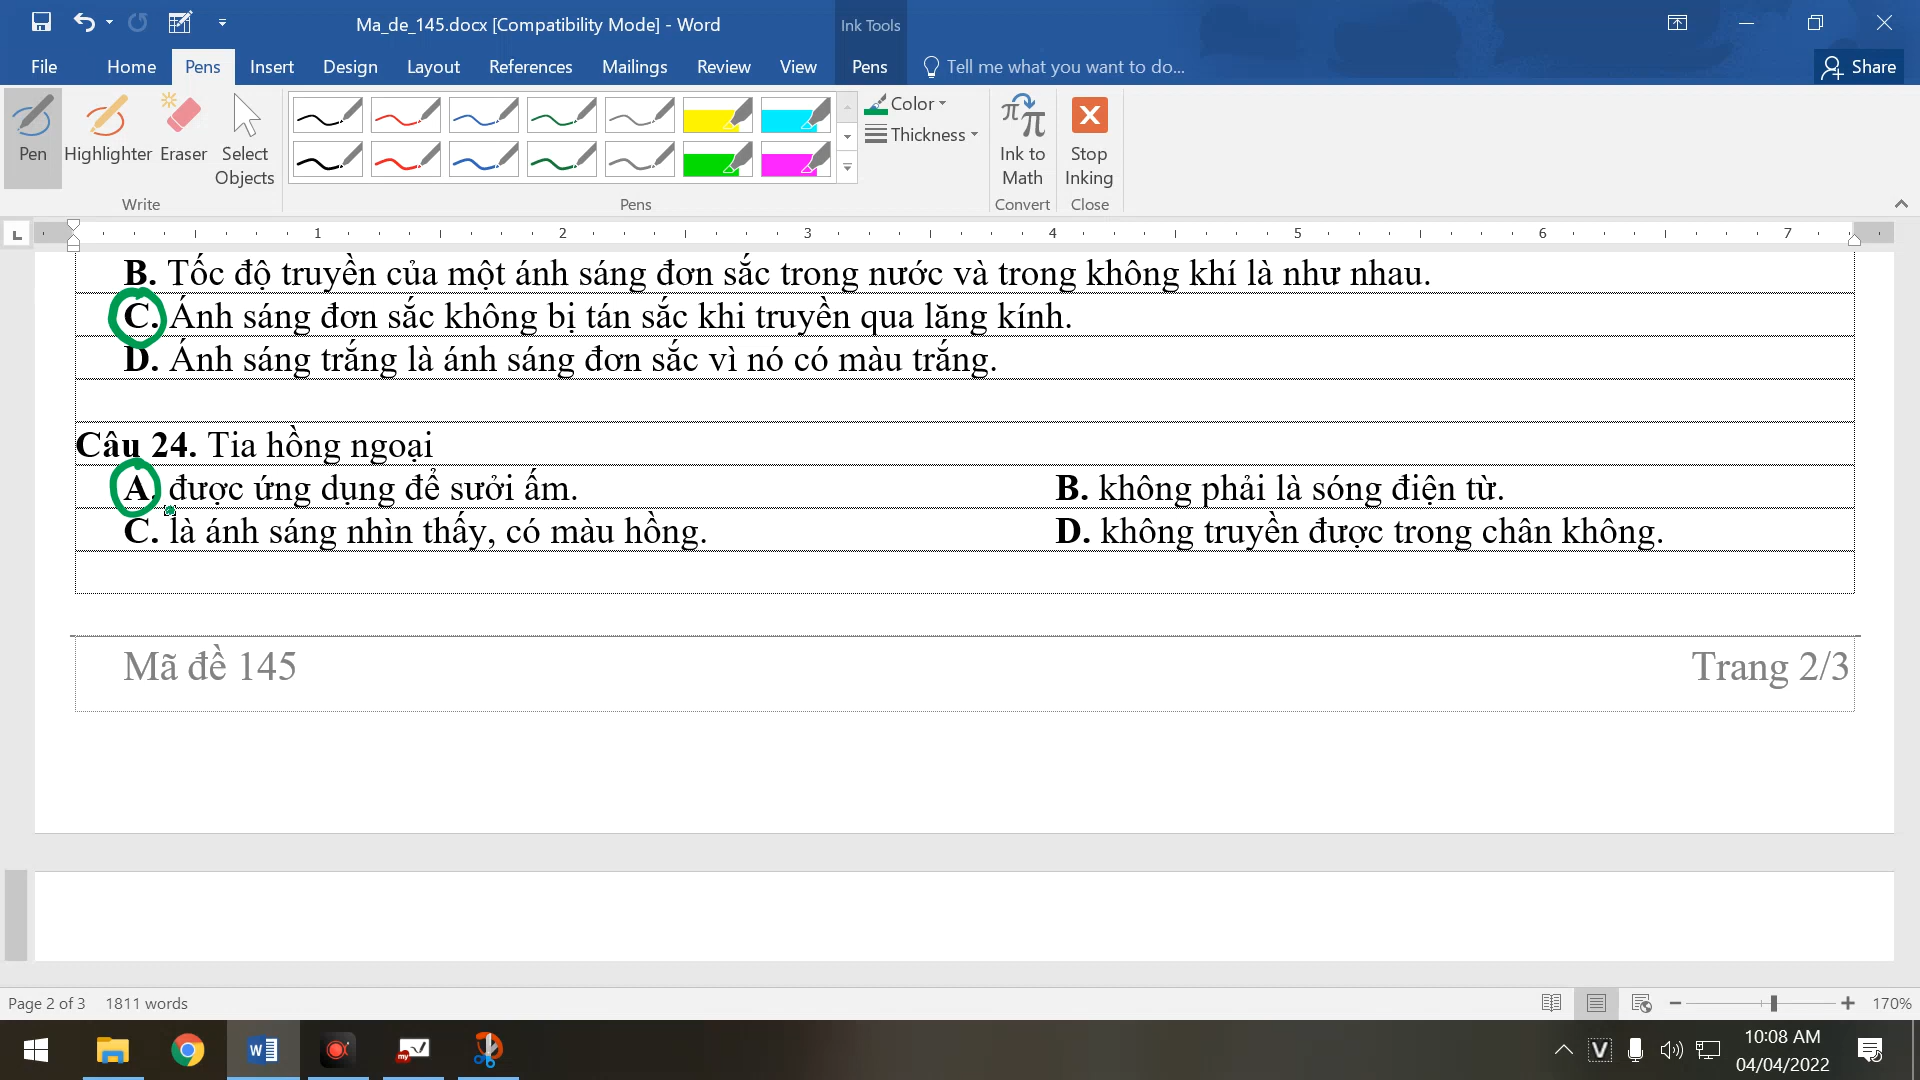 Ma_de_145.docx [Compatibility Mode] - Word
Ink Tools
File
Home
Pens
Insert
Design
Layout
References
Mailings
Review
View
Pens
Tell me what you want to do...
Share
Pen
Highlighter
Eraser
Select Objects
Color
Thickness
Ink to Math
Stop Inking
Write
Pens
Convert
Close
1 2 3 4 5 6 7
B. Tốc độ truyền của một ánh sáng đơn sắc trong nước và trong không khí là như nhau.
C. Ánh sáng đơn sắc không bị tán sắc khi truyền qua lăng kính.
D. Ánh sáng trắng là ánh sáng đơn sắc vì nó có màu trắng.
Câu 24. Tia hồng ngoại
A. được ứng dụng để sưởi ấm. B. không phải là sóng điện từ.
C. là ánh sáng nhìn thấy, có màu hồng. D. không truyền được trong chân không.
Mã đề 145 Trang 2/3
Page 2 of 3 1811 words
170%
10:08 AM
04/04/2022